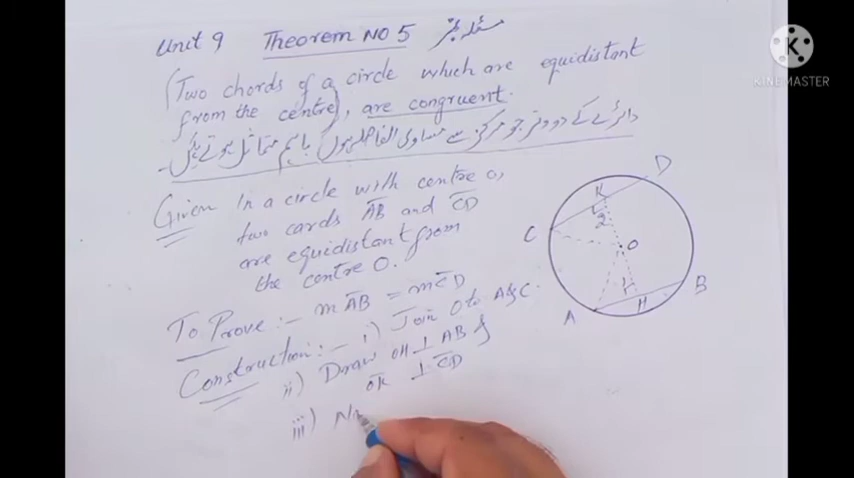 Unit 9 Theorem NO 5 مسئلہ نمبر
(Two chords of a circle which are equidistant
from the centre), are congruent.
دائرے کے دو وتر جو مرکز سے مساوی الفاصلہ ہوں باہم متماثل ہوتے ہیں۔
Given In a circle with centre O,
two cards AB and CD
are equidistant from
the centre O.
To Prove :- mAB = mCD
Construction :- i) Join O to A & C.
ii) Draw OH ⊥ AB &
OK ⊥ CD
iii)
D
K
2
C
O
1
B
A
H
K
KINE MASTER